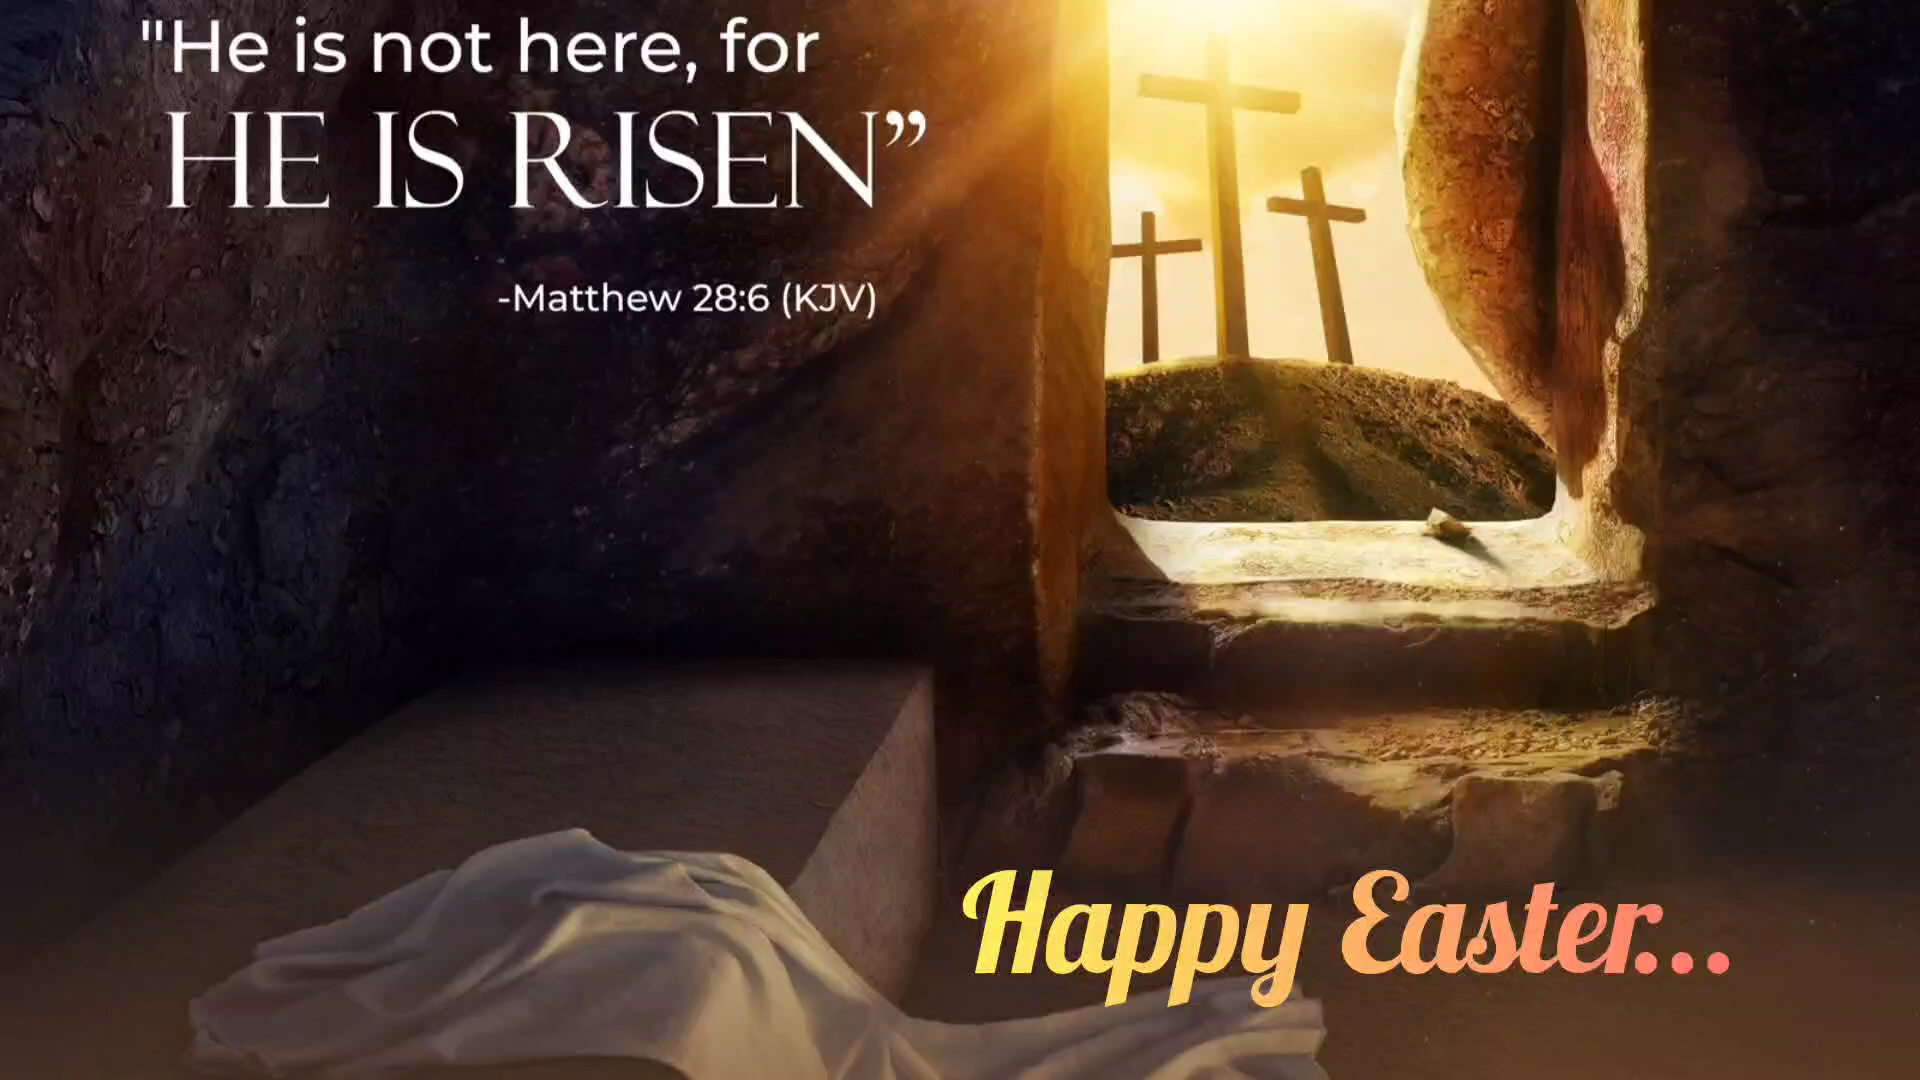 "He is not here, for
HE IS RISEN”
-Matthew 28:6 (KJV)
Happy Easter...